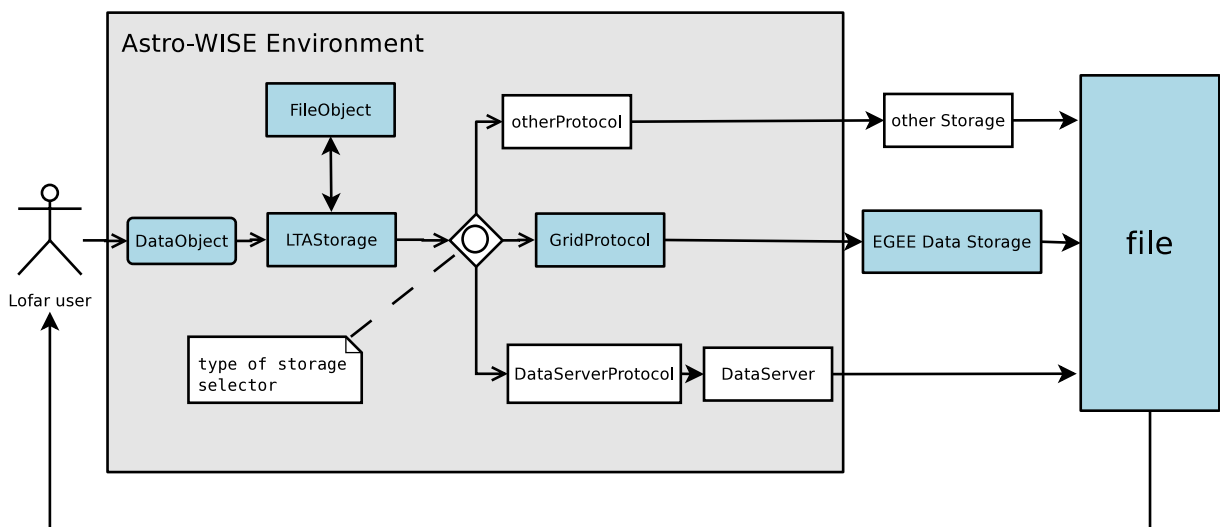 Astro-WISE Environment
FileObject
otherProtocol
other Storage
DataObject
LTAStorage
GridProtocol
EGEE Data Storage
file
Lofar user
type of storage
selector
DataServerProtocol
DataServer